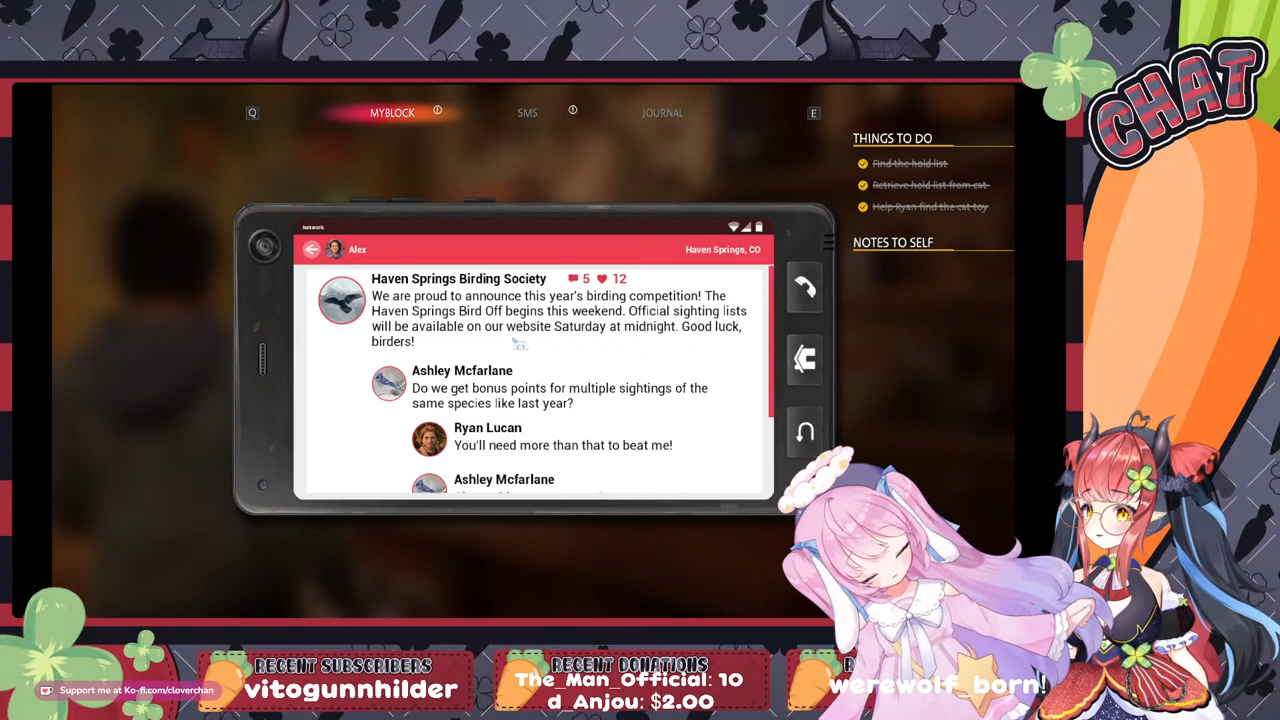 CHAT
Q
MYBLOCK
SMS
JOURNAL
E
THINGS TO DO
Find the hold list
Retrieve hold list from cat
Help Ryan find the cat toy
NOTES TO SELF
Network
Alex
Haven Springs, CO
Haven Springs Birding Society 5 12
We are proud to announce this year's birding competition! The
Haven Springs Bird Off begins this weekend. Official sighting lists
will be available on our website Saturday at midnight. Good luck,
birders!
Ashley Mcfarlane
Do we get bonus points for multiple sightings of the
same species like last year?
Ryan Lucan
You'll need more than that to beat me!
Ashley Mcfarlane
Support me at Ko-fi.com/cloverchan
RECENT SUBSCRIBERS
vitogunnhilder
RECENT DONATIONS
The_Man_Official: 10
d_Anjou: $2.00
werewolf_born!